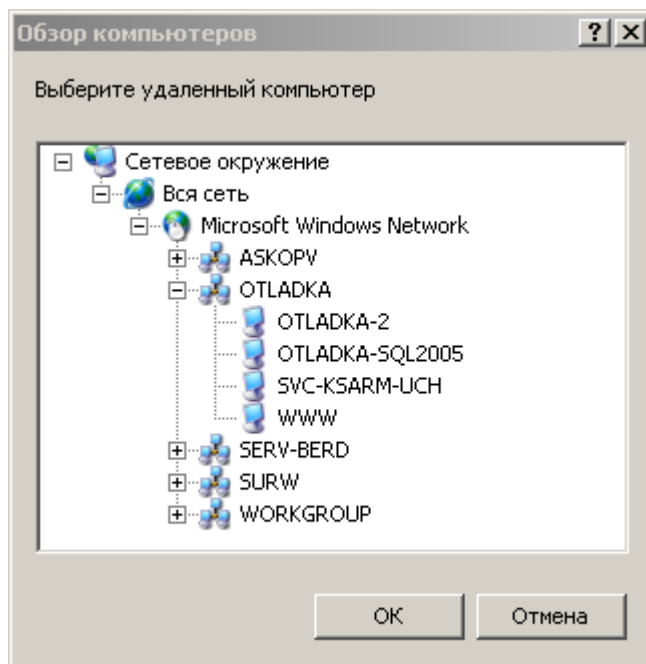 Обзор компьютеров
Выберите удаленный компьютер
Сетевое окружение
Вся сеть
Microsoft Windows Network
ASKOPV
OTLADKA
OTLADKA-2
OTLADKA-SQL2005
SVC-KSARM-UCH
WWW
SERV-BERD
SURW
WORKGROUP
ОК
Отмена